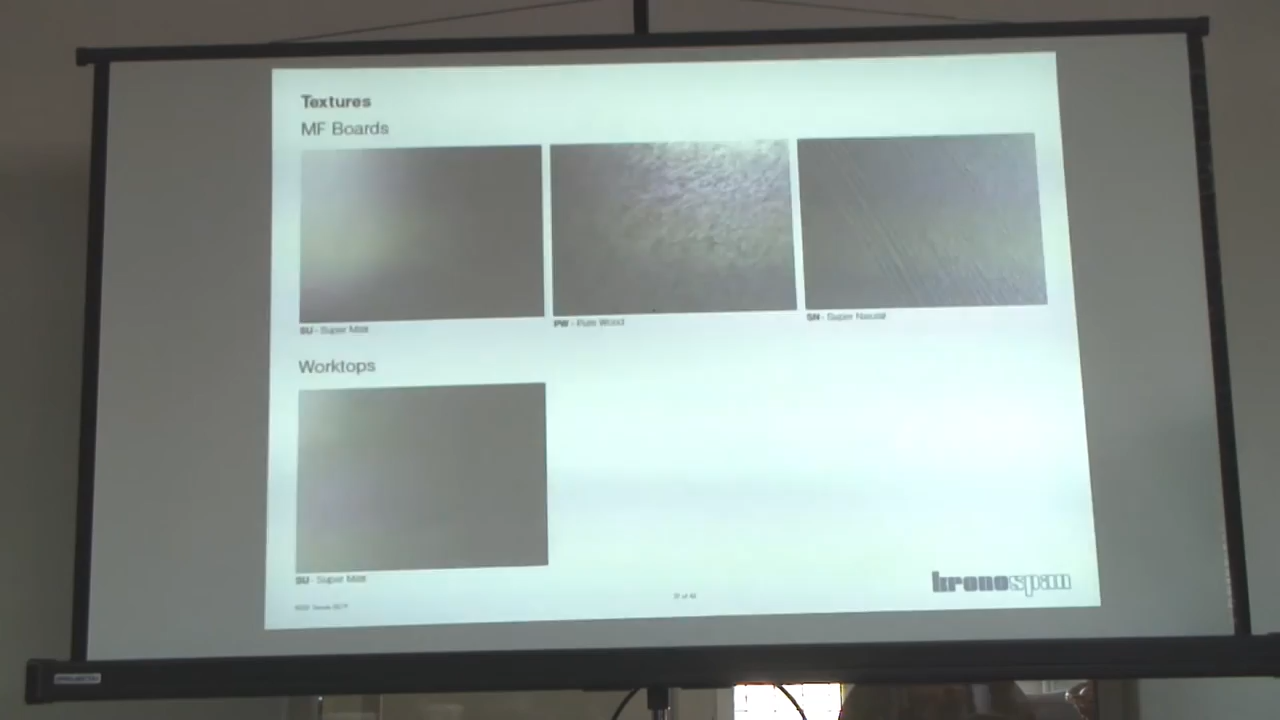 Textures
MF Boards
SU - Super Matt
PW - Pure Wood
SN - Super Natural
Worktops
SU - Super Matt
kronospan